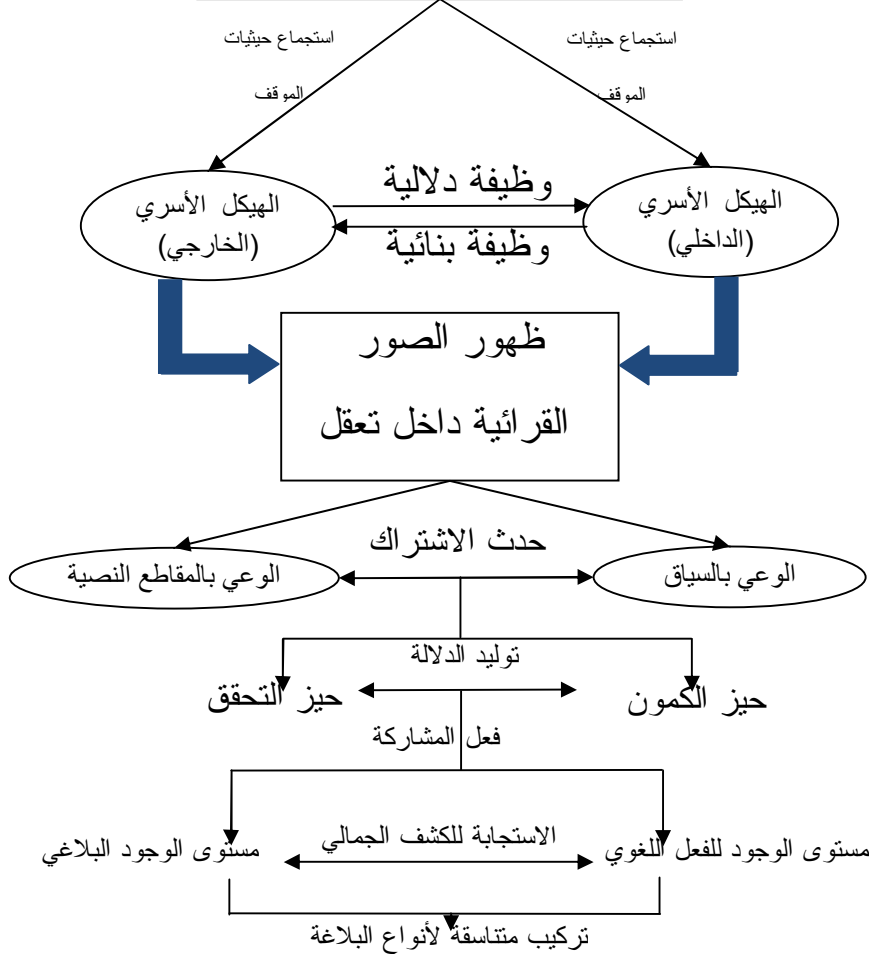 استجماع حيثيات
استجماع حيثيات
الموقف
الموقف
الهيكل الأسري
(الداخلي)
وظيفة دلالية
وظيفة بنائية
الهيكل الأسري
(الخارجي)
ظهور الصور
القرائية داخل تعقل
حدث الاشتراك
الوعي بالسياق
الوعي بالمقاطع النصية
توليد الدلالة
حيز الكمون
حيز التحقق
فعل المشاركة
مستوى الوجود للفعل اللغوي
الاستجابة للكشف الجمالي
مستوى الوجود البلاغي
تركيب متناسقة لأنواع البلاغة